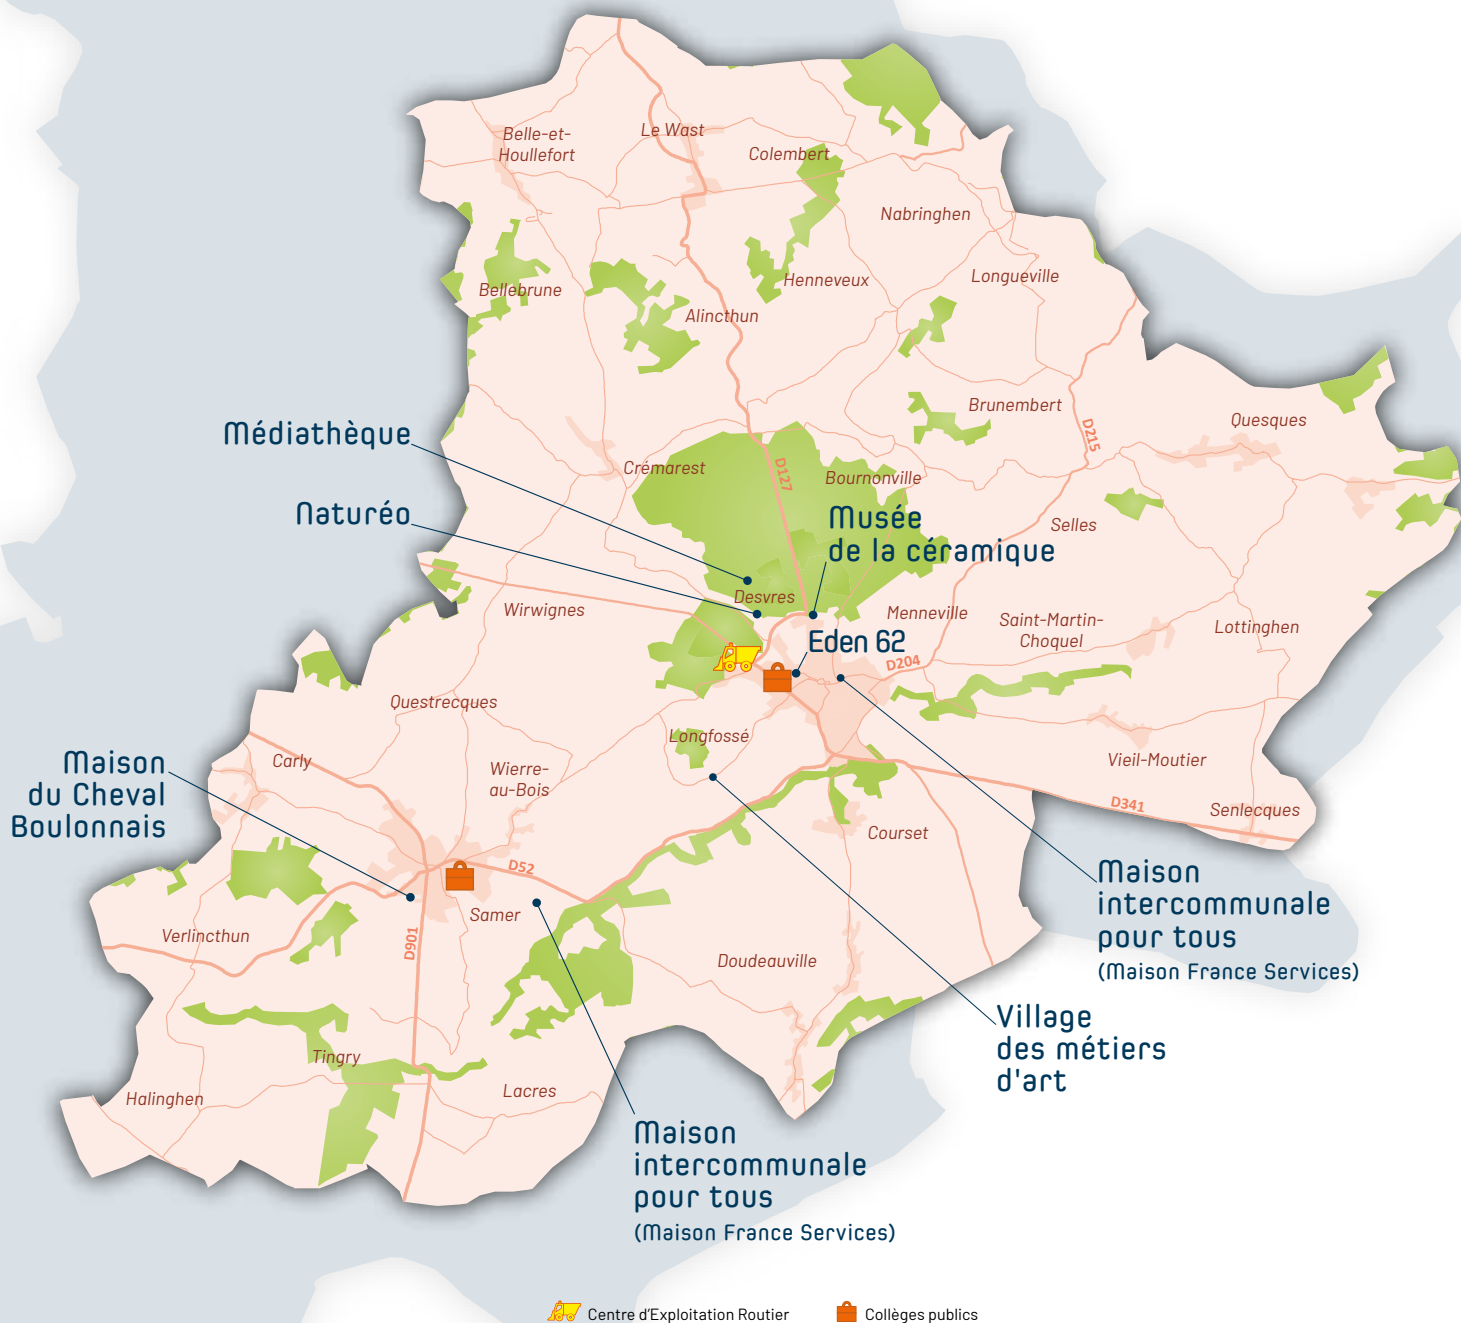 Belle-et-
Houllefort
Le Wast
Colembert
Nabringhen
Longueville
Henneveux
Bellebrune
Alincthun
Brunembert
Quesques
D215
Médiathèque
Crémarest
D127
Bournonville
Naturéo
Musée
de la céramique
Selles
Desvres
Wirwignes
Menneville
Saint-Martin-
Choquel
Lottinghen
Eden 62
D204
Questrecques
Longfossé
Carly
Wierre-
au-Bois
Vieil-Moutier
Maison
du Cheval
Boulonnais
D341
Senlecques
Courset
D52
Maison
intercommunale
pour tous
(Maison France Services)
Samer
Verlincthun
D901
Doudeauville
Village
des métiers
d'art
Tingry
Halinghen
Lacres
Maison
intercommunale
pour tous
(Maison France Services)
Centre d'Exploitation Routier
Collèges publics